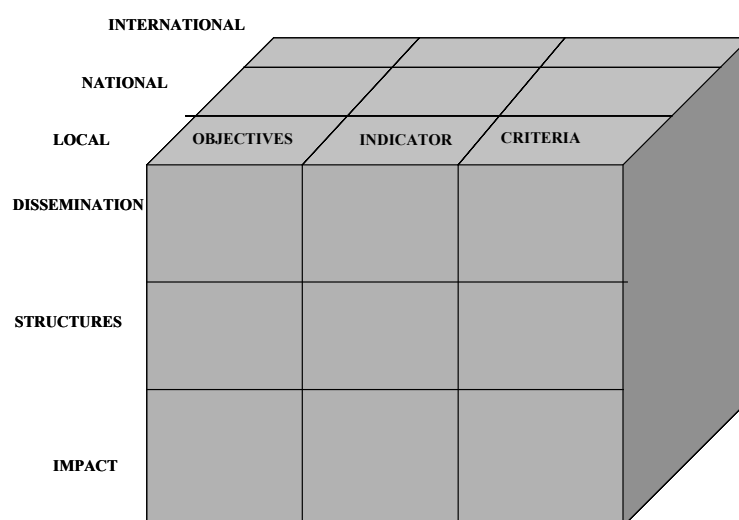 INTERNATIONAL
NATIONAL
LOCAL
OBJECTIVES
INDICATOR
CRITERIA
DISSEMINATION
STRUCTURES
IMPACT